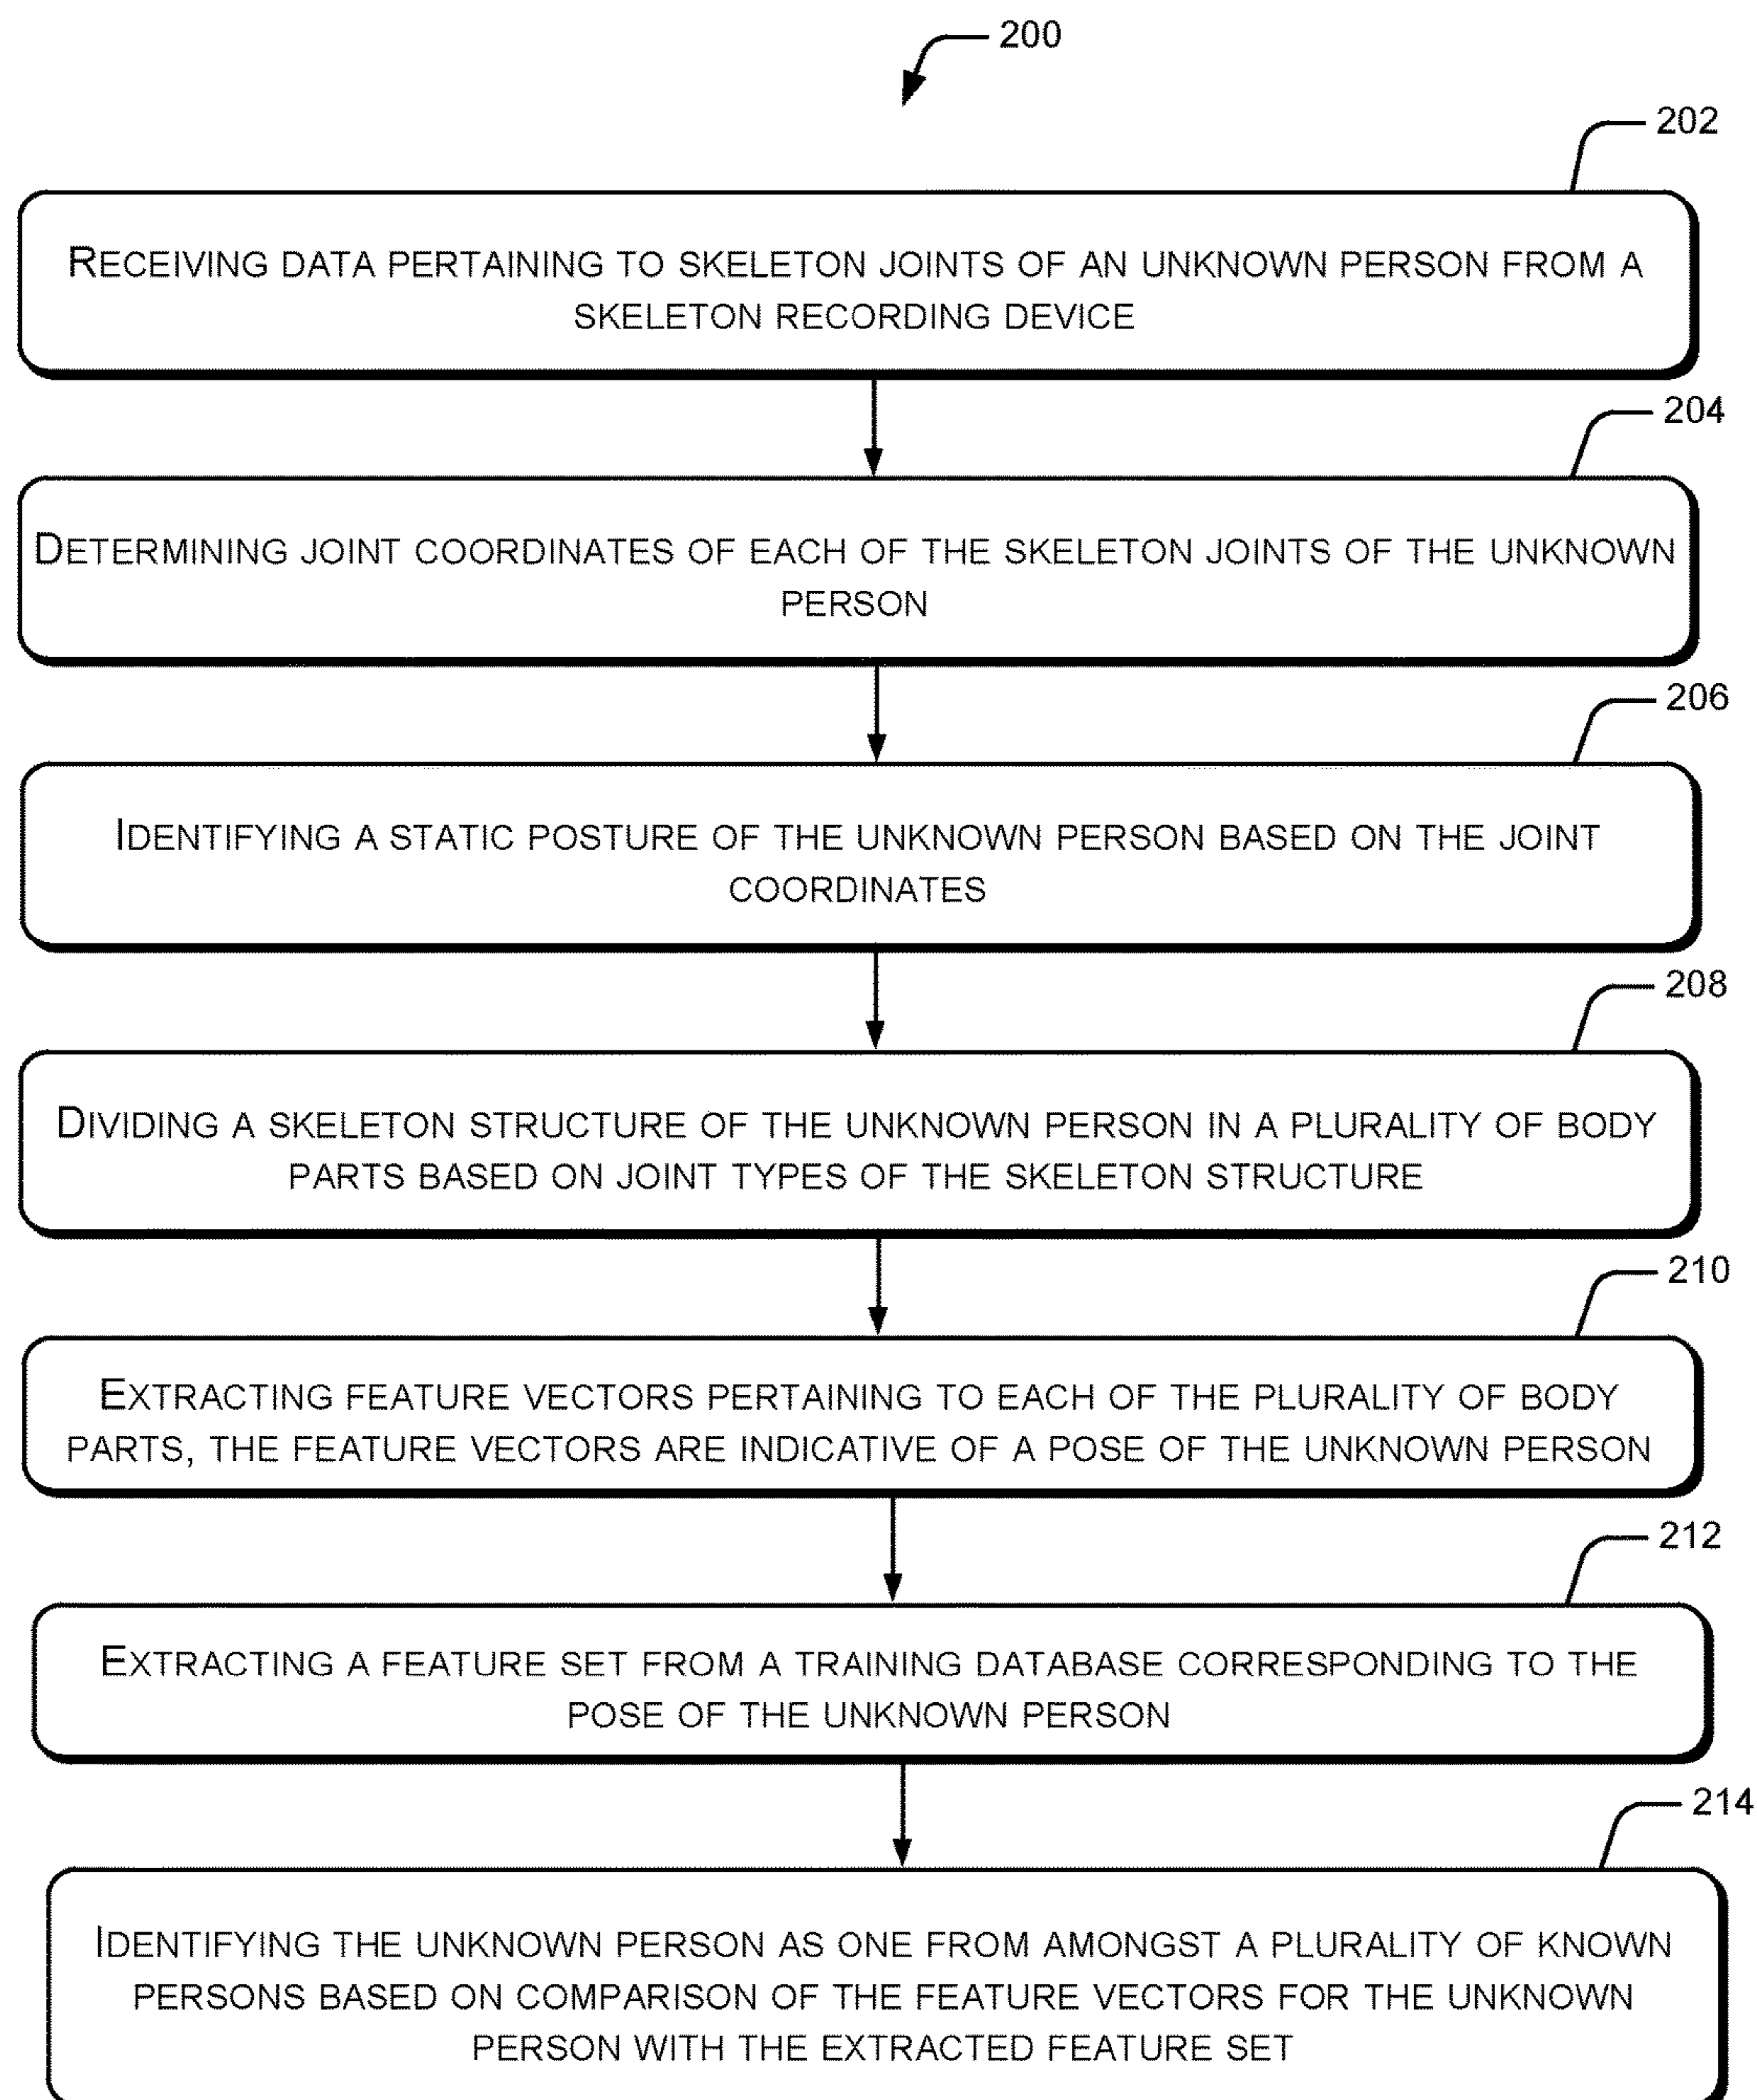 200
202
RECEIVING DATA PERTAINING TO SKELETON JOINTS OF AN UNKNOWN PERSON FROM A
SKELETON RECORDING DEVICE
204
DETERMINING JOINT COORDINATES OF EACH OF THE SKELETON JOINTS OF THE UNKNOWN
PERSON
206
IDENTIFYING A STATIC POSTURE OF THE UNKNOWN PERSON BASED ON THE JOINT
COORDINATES
208
DIVIDING A SKELETON STRUCTURE OF THE UNKNOWN PERSON IN A PLURALITY OF BODY
PARTS BASED ON JOINT TYPES OF THE SKELETON STRUCTURE
210
EXTRACTING FEATURE VECTORS PERTAINING TO EACH OF THE PLURALITY OF BODY
PARTS, THE FEATURE VECTORS ARE INDICATIVE OF A POSE OF THE UNKNOWN PERSON
212
EXTRACTING A FEATURE SET FROM A TRAINING DATABASE CORRESPONDING TO THE
POSE OF THE UNKNOWN PERSON
214
IDENTIFYING THE UNKNOWN PERSON AS ONE FROM AMONGST A PLURALITY OF KNOWN
PERSONS BASED ON COMPARISON OF THE FEATURE VECTORS FOR THE UNKNOWN
PERSON WITH THE EXTRACTED FEATURE SET